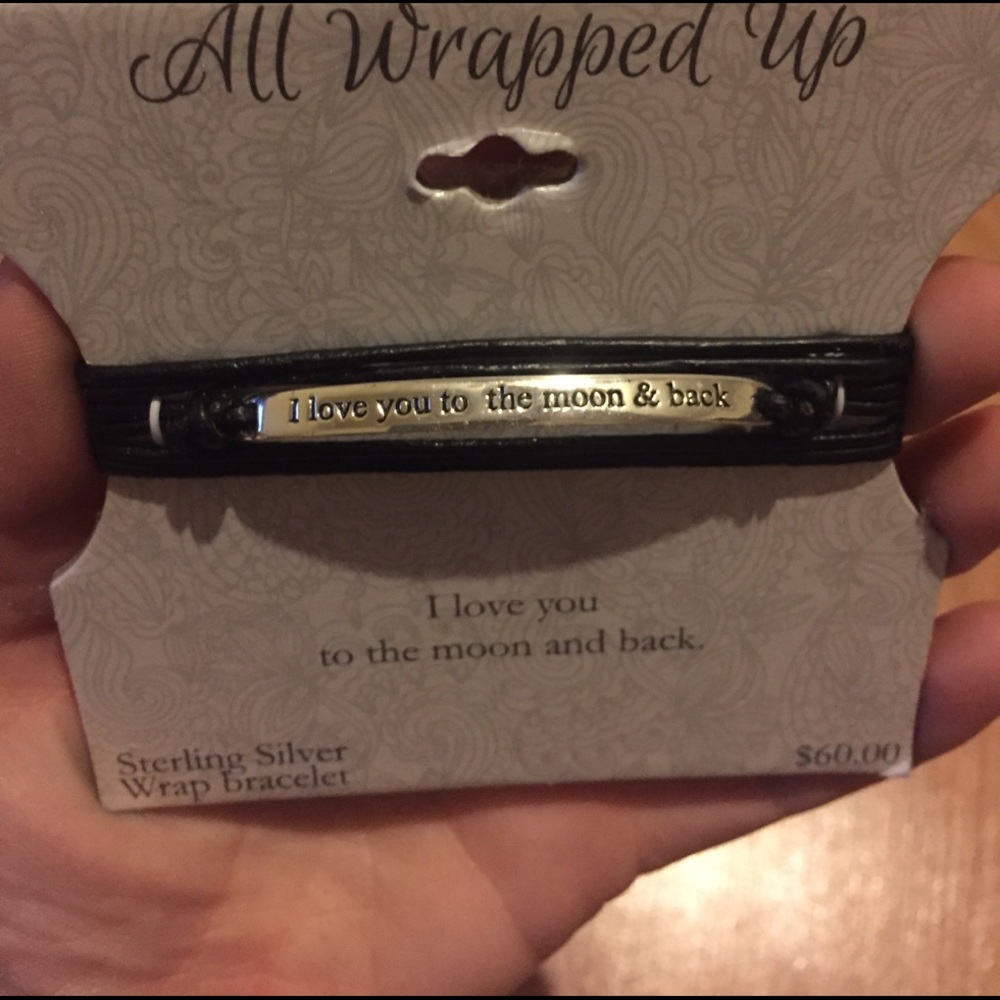 All Wrapped Up
I love you to the moon & back
I love you
to the moon and back.
Sterling Silver
Wrap bracelet
$60.00